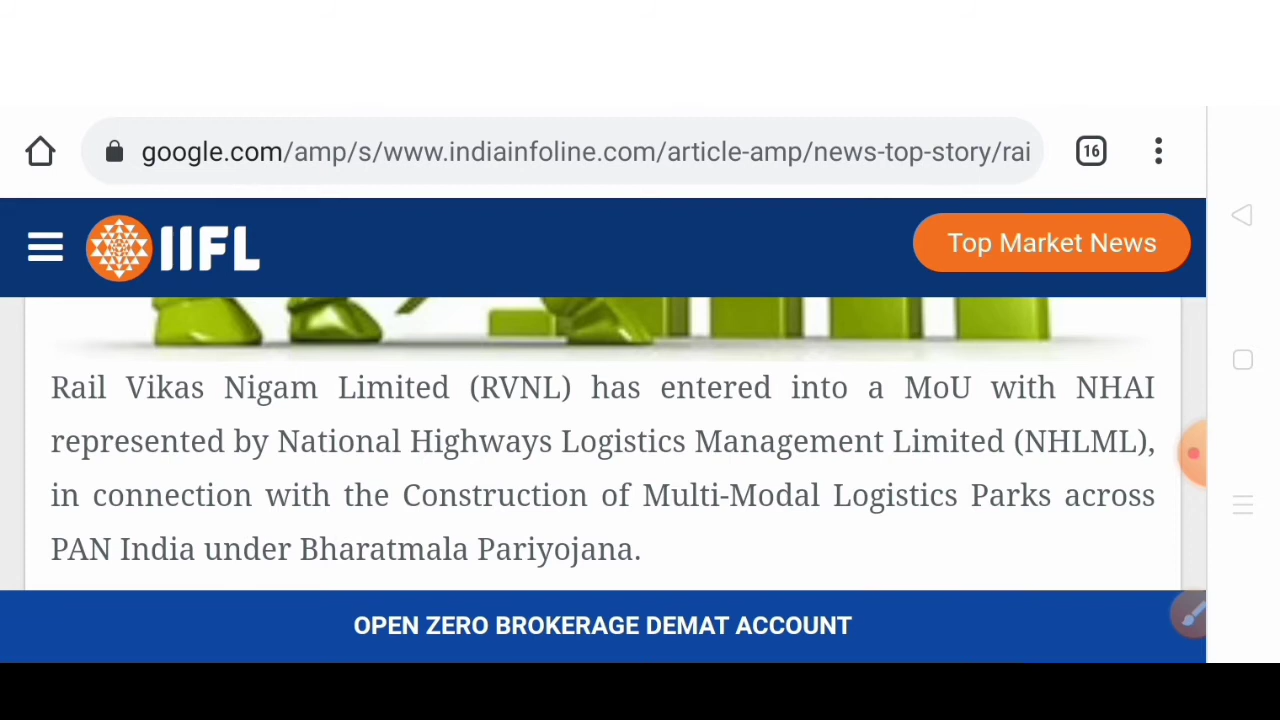 google.com/amp/s/www.indiainfoline.com/article-amp/news-top-story/rai
16
IIFL
Top Market News
Rail Vikas Nigam Limited (RVNL) has entered into a MoU with NHAI
represented by National Highways Logistics Management Limited (NHLML),
in connection with the Construction of Multi-Modal Logistics Parks across
PAN India under Bharatmala Pariyojana.
OPEN ZERO BROKERAGE DEMAT ACCOUNT